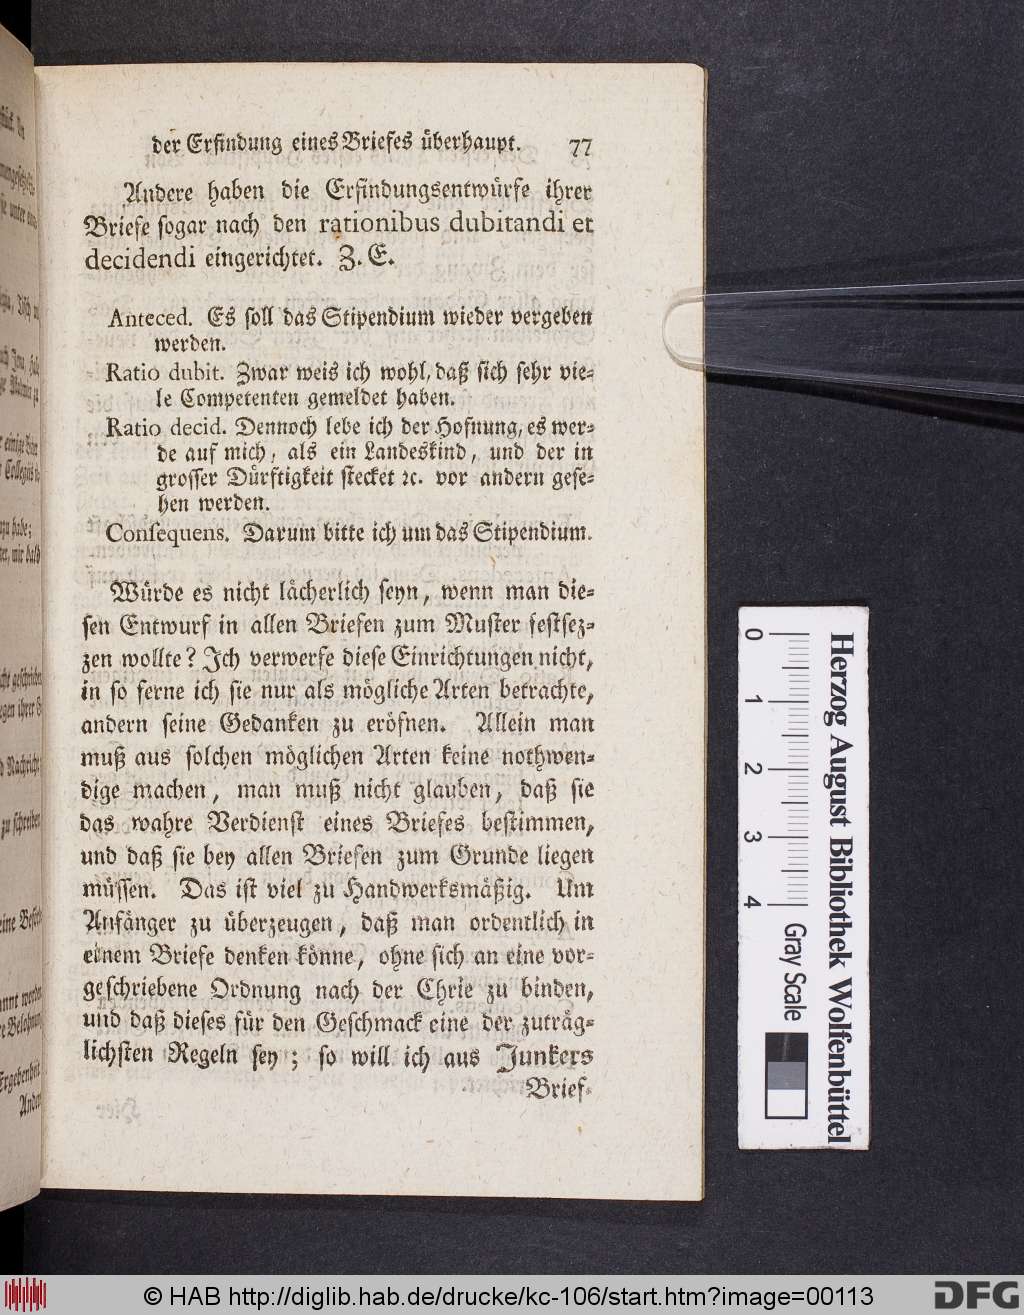 der Erfindung eines Briefes überhaupt. 77
Andere haben die Erfindungsentwürfe ihrer
Briefe sogar nach den rationibus dubitandi et
decidendi eingerichtet. Z. E.
Anteced. Es soll das Stipendium wieder vergeben
werden.
Ratio dubit. Zwar weis ich wohl, daß sich sehr vie-
le Competenten gemeldet haben.
Ratio decid. Dennoch lebe ich der Hofnung, es wer-
de auf mich, als ein Landeskind, und der in
grosser Dürftigkeit stecket ꝛc. vor andern gese-
hen werden.
Consequens. Darum bitte ich um das Stipendium.
Würde es nicht lächerlich seyn, wenn man die-
sen Entwurf in allen Briefen zum Muster festsez-
zen wollte? Ich verwerfe diese Einrichtungen nicht,
in so ferne ich sie nur als mögliche Arten betrachte,
andern seine Gedanken zu eröfnen. Allein man
muß aus solchen möglichen Arten keine nothwen-
dige machen, man muß nicht glauben, daß sie
das wahre Verdienst eines Briefes bestimmen,
und daß sie bey allen Briefen zum Grunde liegen
müssen. Das ist viel zu Handwerksmäßig. Um
Anfänger zu überzeugen, daß man ordentlich in
einem Briefe denken könne, ohne sich an eine vor-
geschriebene Ordnung nach der Chrie zu binden,
und daß dieses für den Geschmack eine der zuträg-
lichsten Regeln sey; so will ich aus Junkers
Brief-
0 1 2 3 4 Gray Scale
Herzog August Bibliothek Wolfenbüttel
© HAB http://diglib.hab.de/drucke/kc-106/start.htm?image=00113
DFG